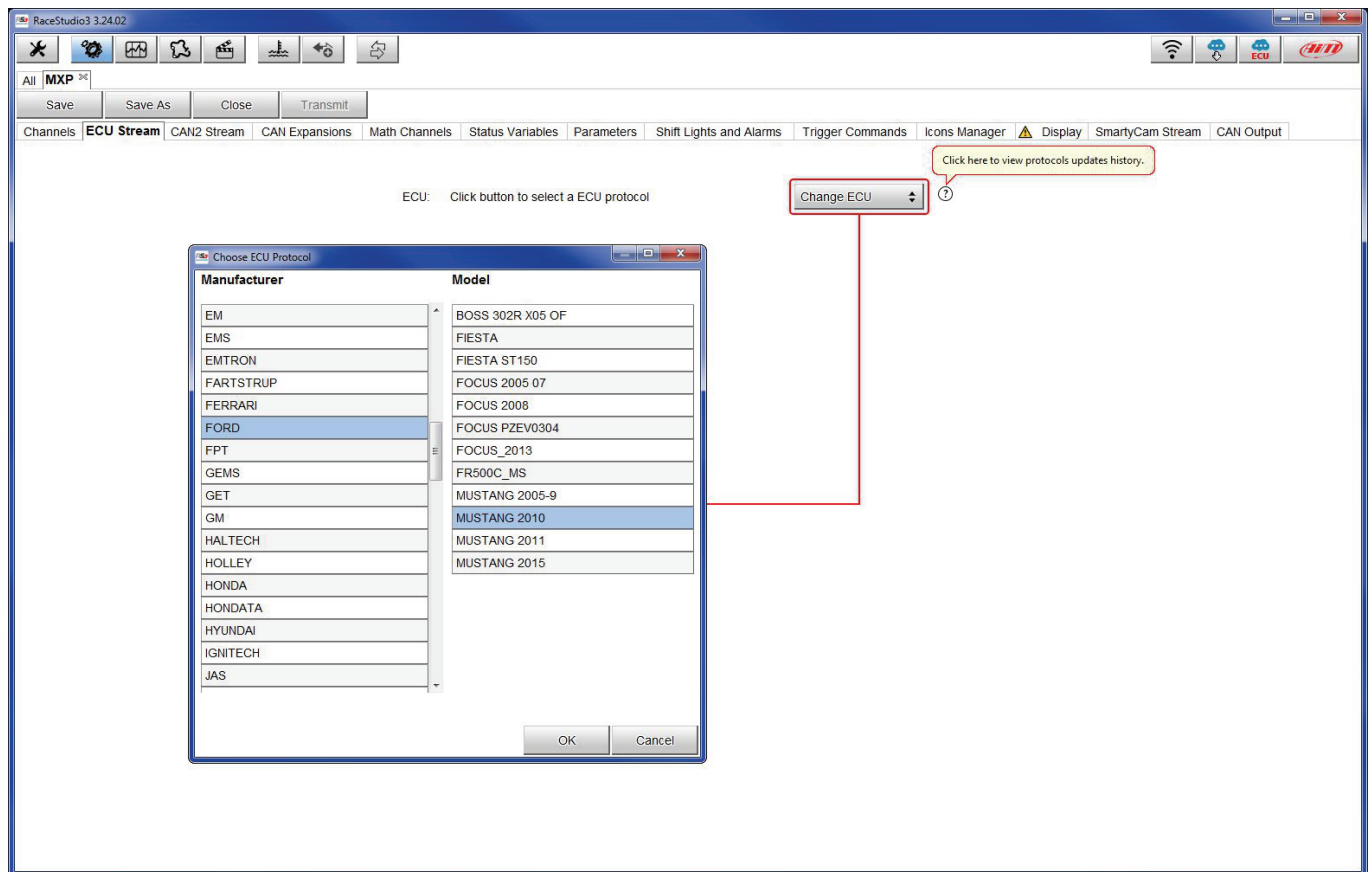 RaceStudio3 3.24.02
ECU
AiM
All MXP
Save Save As Close Transmit
Channels ECU Stream CAN2 Stream CAN Expansions Math Channels Status Variables Parameters Shift Lights and Alarms Trigger Commands Icons Manager Display SmartyCam Stream CAN Output
Click here to view protocols updates history.
ECU: Click button to select a ECU protocol Change ECU ?
Choose ECU Protocol
Manufacturer Model
EM BOSS 302R X05 OF
EMS FIESTA
EMTRON FIESTA ST150
FARTSTRUP FOCUS 2005 07
FERRARI FOCUS 2008
FORD FOCUS PZEV0304
FPT FOCUS_2013
GEMS FR500C_MS
GET MUSTANG 2005-9
GM MUSTANG 2010
HALTECH MUSTANG 2011
HOLLEY MUSTANG 2015
HONDA
HONDATA
HYUNDAI
IGNITECH
JAS
OK Cancel